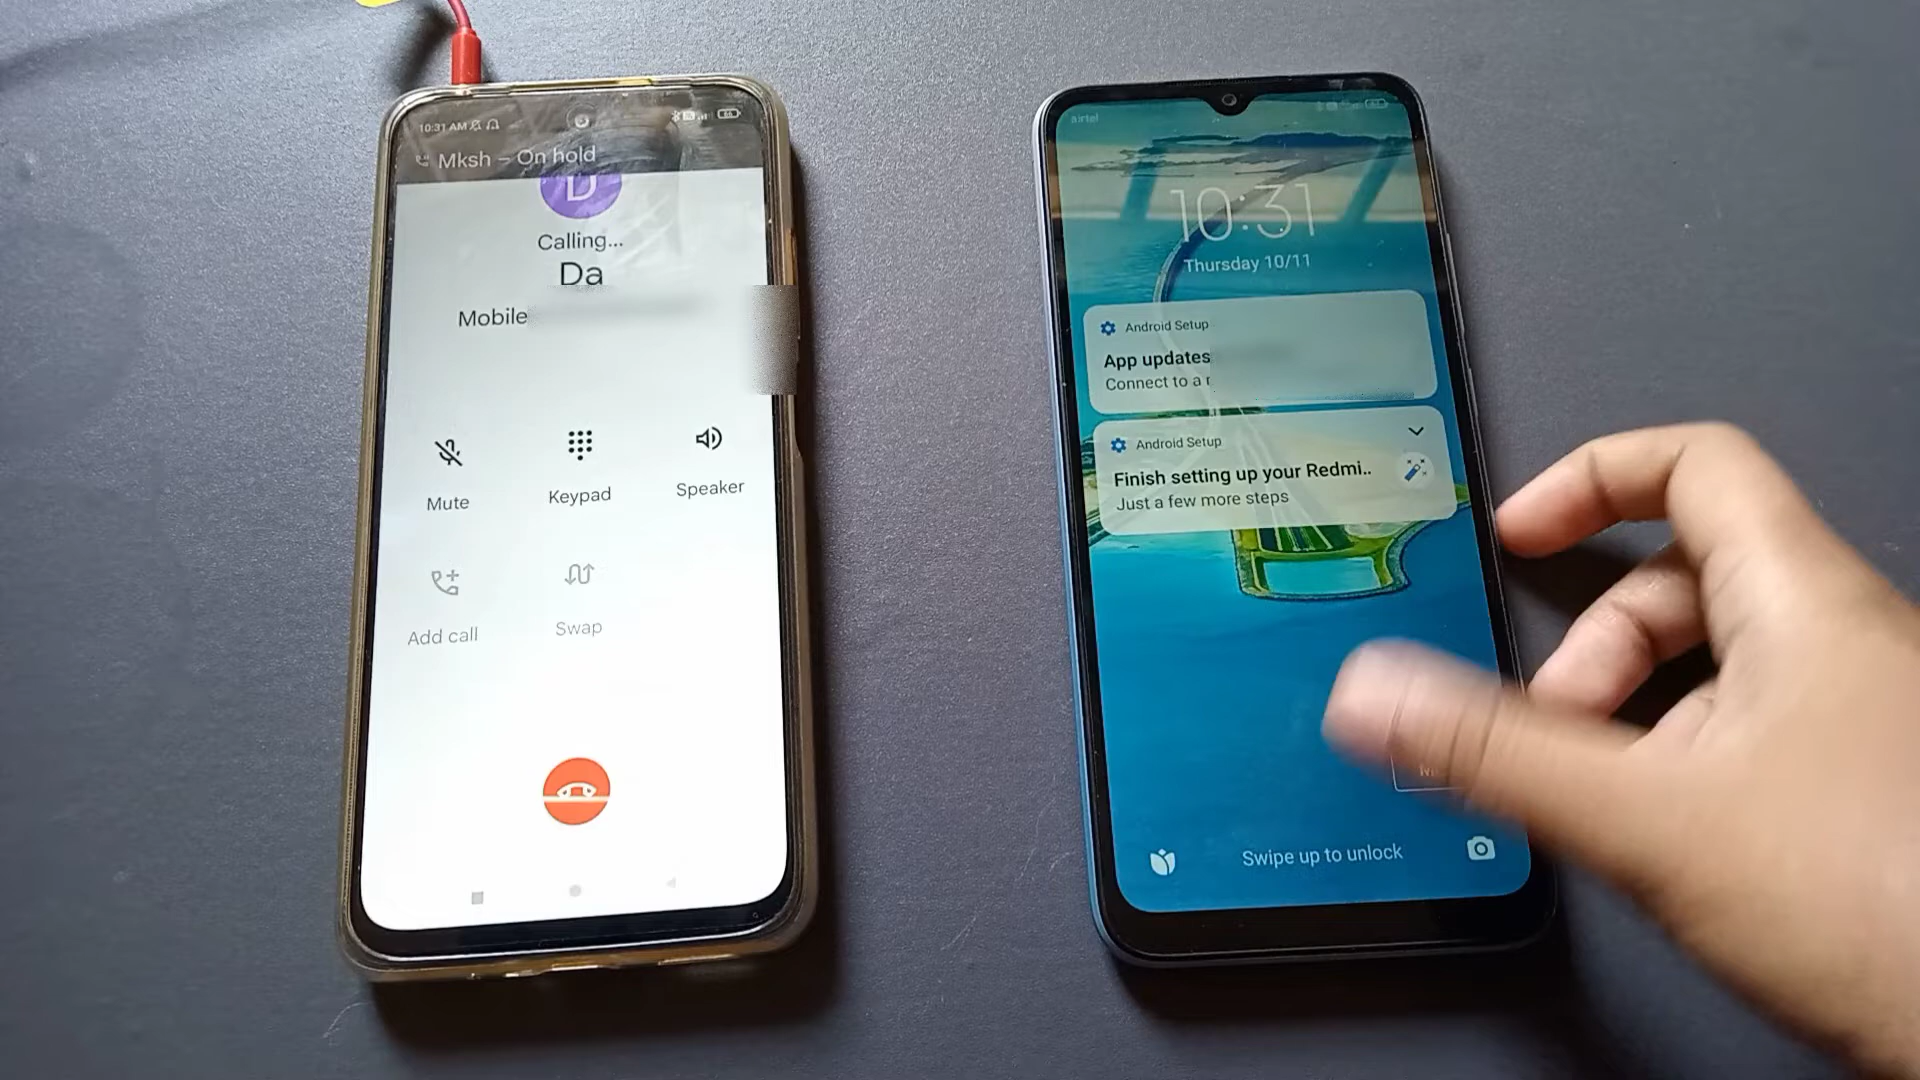 10:31 AM
Mksh – On hold
D
Calling...
Da
Mobile
Mute
Keypad
Speaker
Add call
Swap
airtel
10:31
Thursday 10/11
Android Setup
App updates
Connect to a
Android Setup
Finish setting up your Redmi..
Just a few more steps
Swipe up to unlock